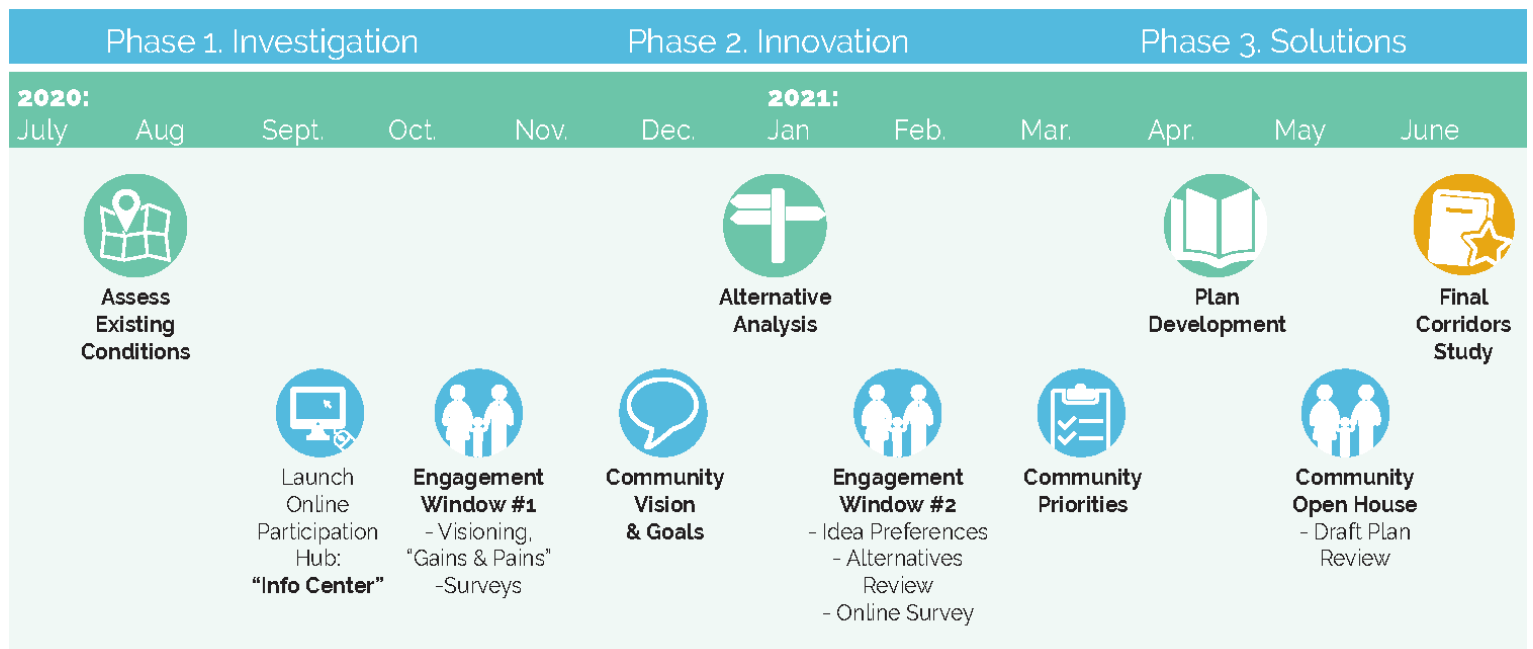 Phase 1. Investigation
Phase 2. Innovation
Phase 3. Solutions
2020:
2021:
July
Aug
Sept.
Oct.
Nov.
Dec.
Jan
Feb.
Mar.
Apr.
May
June
Assess
Existing
Conditions
Alternative
Analysis
Plan
Development
Final
Corridors
Study
Launch
Online
Participation
Hub:
“Info Center”
Engagement
Window #1
- Visioning,
“Gains & Pains”
-Surveys
Community
Vision
& Goals
Engagement
Window #2
- Idea Preferences
- Alternatives
Review
- Online Survey
Community
Priorities
Community
Open House
- Draft Plan
Review